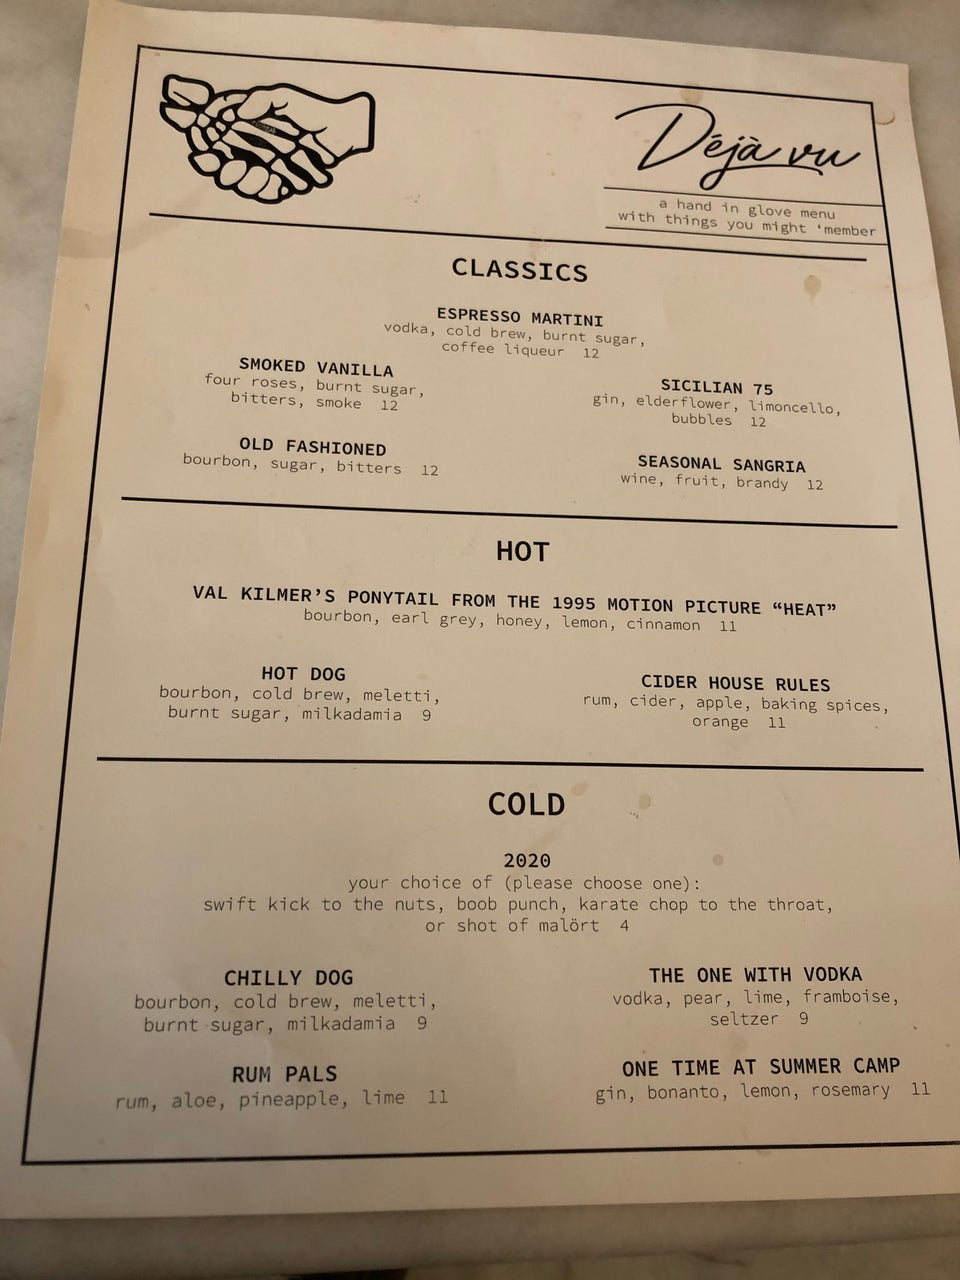 Déjà vu
a hand in glove menu
with things you might ‘member
CLASSICS
ESPRESSO MARTINI
vodka, cold brew, burnt sugar,
coffee liqueur 12
SMOKED VANILLA
four roses, burnt sugar,
bitters, smoke 12
SICILIAN 75
gin, elderflower, limoncello,
bubbles 12
OLD FASHIONED
bourbon, sugar, bitters 12
SEASONAL SANGRIA
wine, fruit, brandy 12
HOT
VAL KILMER’S PONYTAIL FROM THE 1995 MOTION PICTURE “HEAT”
bourbon, earl grey, honey, lemon, cinnamon 11
HOT DOG
bourbon, cold brew, meletti,
burnt sugar, milkadamia 9
CIDER HOUSE RULES
rum, cider, apple, baking spices,
orange 11
COLD
2020
your choice of (please choose one):
swift kick to the nuts, boob punch, karate chop to the throat,
or shot of malört 4
CHILLY DOG
bourbon, cold brew, meletti,
burnt sugar, milkadamia 9
THE ONE WITH VODKA
vodka, pear, lime, framboise,
seltzer 9
RUM PALS
rum, aloe, pineapple, lime 11
ONE TIME AT SUMMER CAMP
gin, bonanto, lemon, rosemary 11